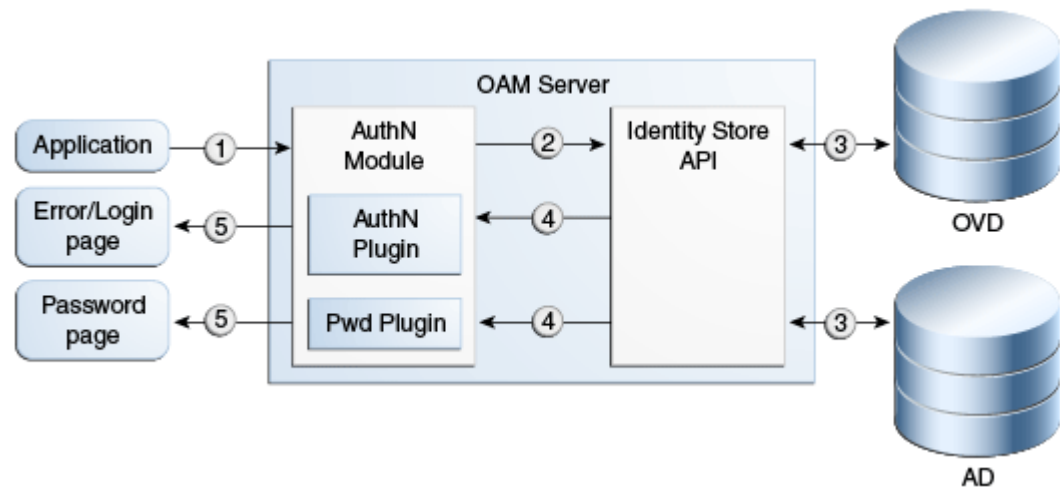 OAM Server
Application
1
AuthN
Module
2
Identity Store
API
3
OVD
Error/Login
page
5
AuthN
Plugin
4
Password
page
5
Pwd Plugin
4
3
AD